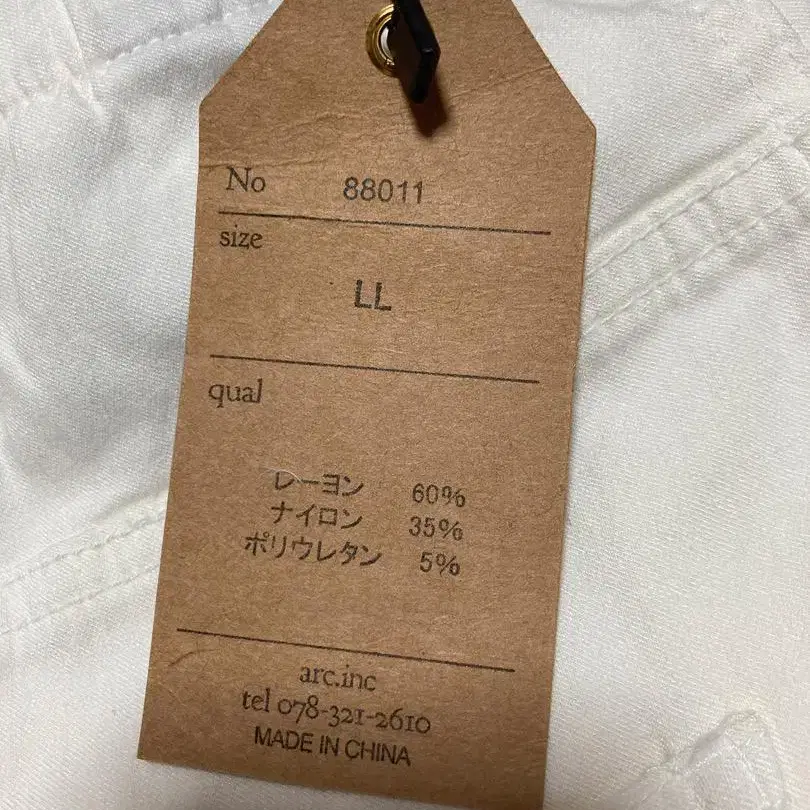 No 88011
size
LL
qual
レーヨン 60%
ナイロン 35%
ポリウレタン 5%
arc.inc
tel 078-321-2610
MADE IN CHINA